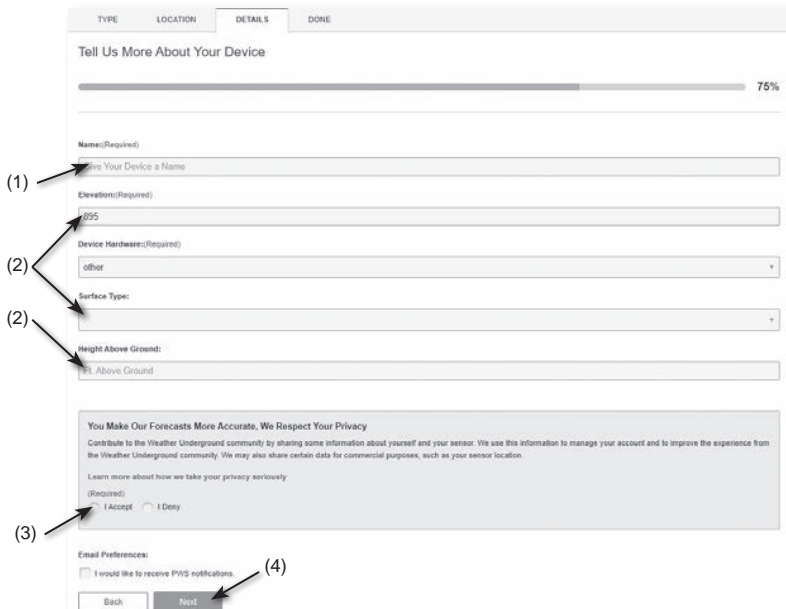 TYPE LOCATION DETAILS DONE
Tell Us More About Your Device
75%
Name:(Required)
(1) Give Your Device a Name
Elevation:(Required)
895
Device Hardware:(Required)
(2) other
Surface Type:
(2)
Height Above Ground:
Ft. Above Ground
You Make Our Forecasts More Accurate, We Respect Your Privacy
Contribute to the Weather Underground community by sharing some information about yourself and your sensor. We use this information to manage your account and to improve the experience from
the Weather Underground community. We may also share certain data for commercial purposes, such as your sensor location.
Learn more about how we take your privacy seriously
(Required)
I Accept I Deny
(3)
Email Preferences:
(4)
I would like to receive PWS notifications.
Back Next